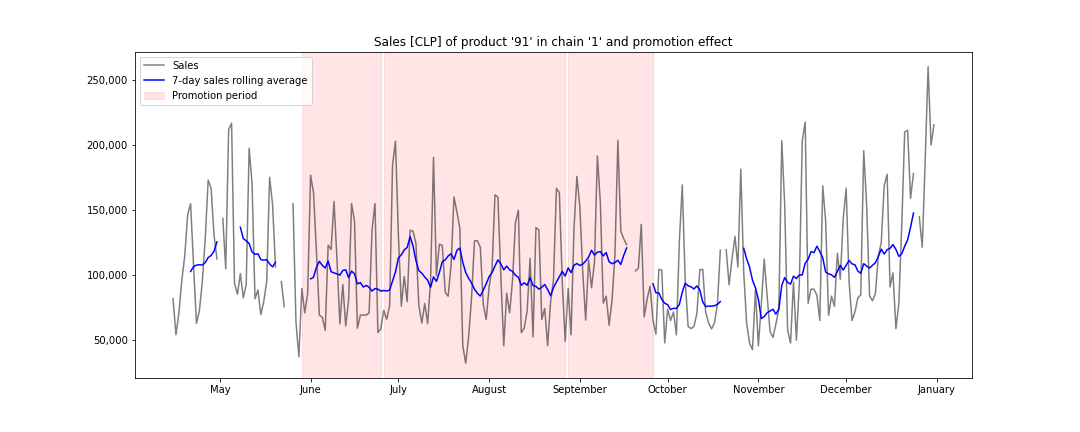 Sales [CLP] of product '91' in chain '1' and promotion effect
Sales
7-day sales rolling average
Promotion period
250,000
200,000
150,000
100,000
50,000
May June July August September October November December January